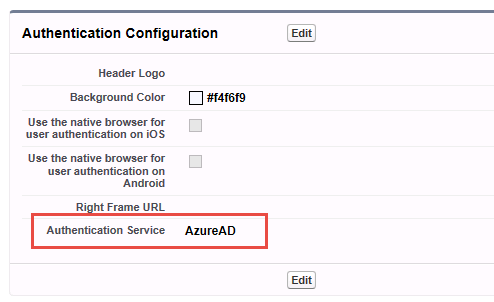 Authentication Configuration Edit
Header Logo
Background Color #f4f6f9
Use the native browser for
user authentication on iOS
Use the native browser for
user authentication on
Android
Right Frame URL
Authentication Service AzureAD
Edit